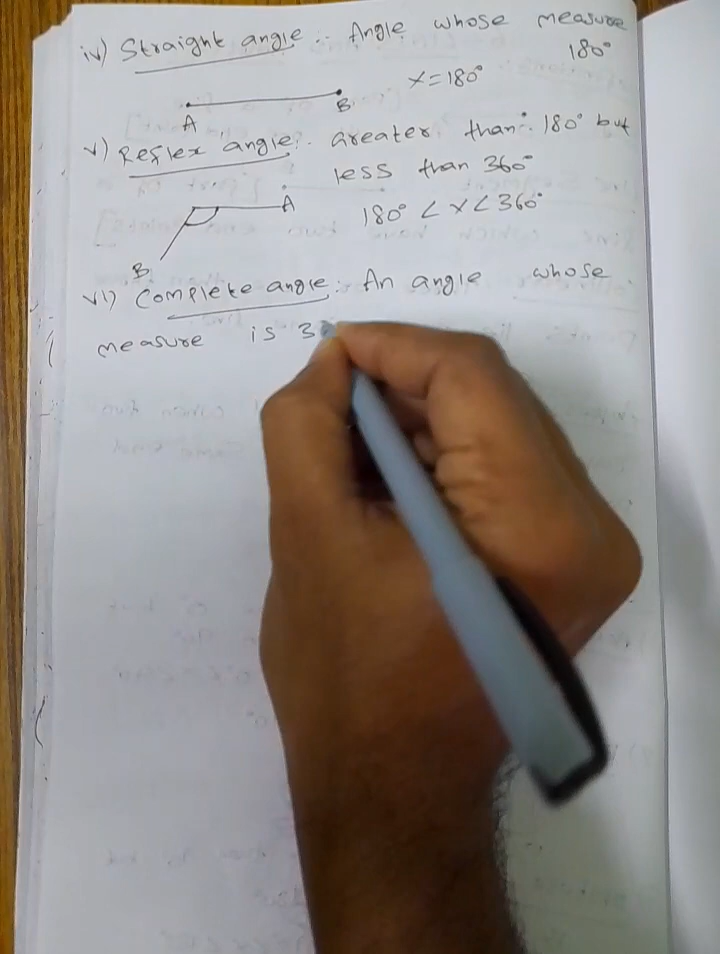 iv) Straight angle :- Angle whose measure
180°
x = 180°
A B
v) Reflex angle :- Greater than 180° but
less than 360°
A
180° < x < 360°
B
vi) Complete angle : An angle whose
measure is 3